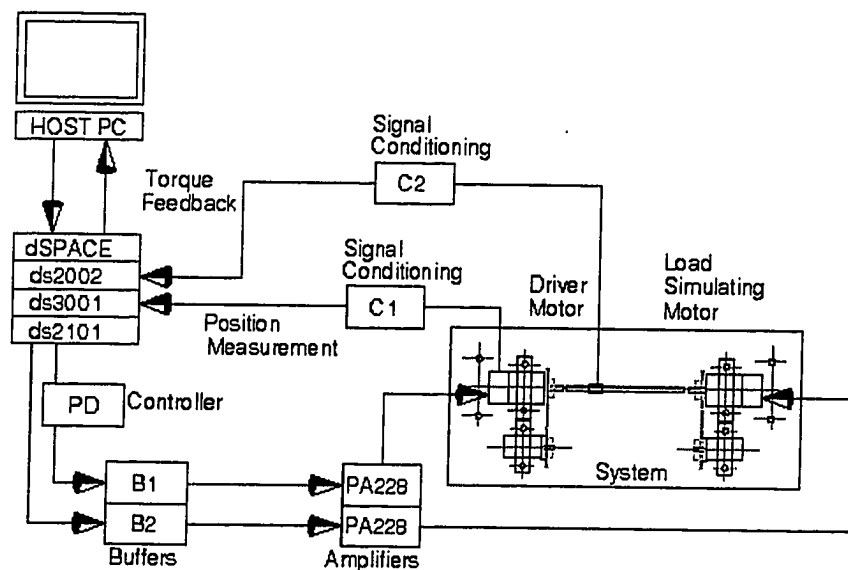 HOST PC
Signal
Conditioning
C2
Torque
Feedback
dSPACE
ds2002
ds3001
ds2101
Signal
Conditioning
C1
Position
Measurement
Driver
Motor
Load
Simulating
Motor
PD
Controller
System
B1
B2
Buffers
PA228
PA228
Amplifiers